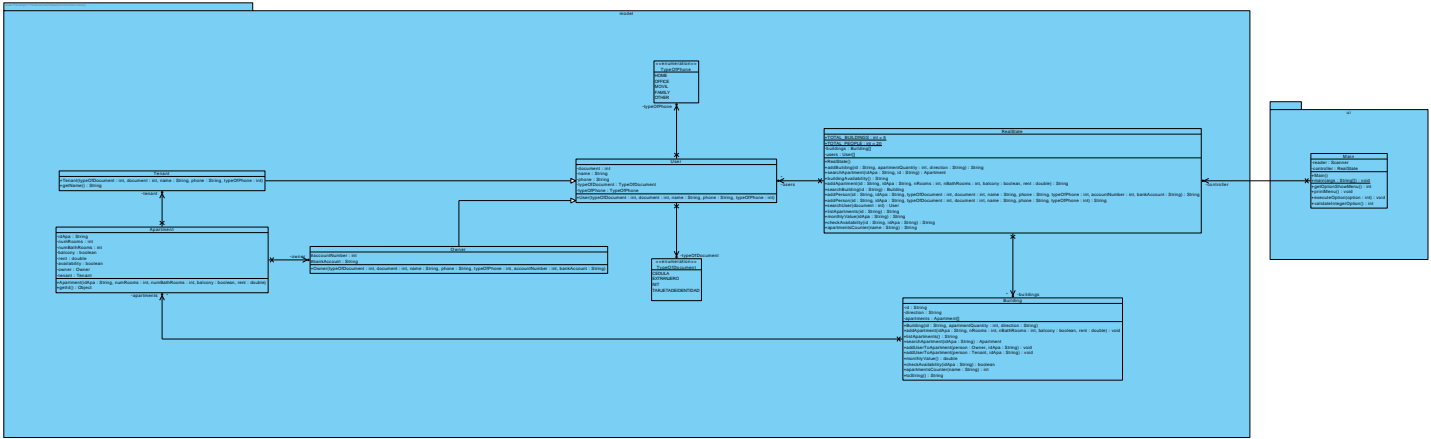 model
<<enumeration>>
TypeOfPhone
HOME
OFFICE
MOVIL
FAMILY
OTHER
-typeOfPhone
User
-document : int
-name : String
-phone : String
-typeOfDocument : TypeOfDocument
-typeOfPhone : TypeOfPhone
+User(typeOfDocument : int, document : int, name : String, phone : String, typeOfPhone : int)
-typeOfDocument
<<enumeration>>
TypeOfDocument
CEDULA
EXTRANJERO
NIT
TARJETADEIDENTIDAD
Tenant
+Tenant(typeOfDocument : int, document : int, name : String, phone : String, typeOfPhone : int)
+getName() : String
-tenant
Apartment
-idApa : String
-numRooms : int
-numBathRooms : int
-balcony : boolean
-rent : double
-availability : boolean
-owner : Owner
-tenant : Tenant
+Apartment(idApa : String, numRooms : int, numBathRooms : int, balcony : boolean, rent : double)
+getId() : Object
-apartments
-owner
Owner
-accountNumber : int
-bankAccount : String
+Owner(typeOfDocument : int, document : int, name : String, phone : String, typeOfPhone : int, accountNumber : int, bankAccount : String)
-users
RealState
+TOTAL_BUILDINGS : int = 5
+TOTAL_PEOPLE : int = 25
-buildings : Building[]
-users : User[]
+RealState()
+addBuilding(id : String, apartmentQuantity : int, direction : String) : String
+searchApartment(idApa : String, id : String) : Apartment
+buildingAvailability() : String
+addApartment(id : String, idApa : String, nRooms : int, nBathRooms : int, balcony : boolean, rent : double) : String
+searchBuilding(id : String) : Building
+addPerson(id : String, idApa : String, typeOfDocument : int, document : int, name : String, phone : String, typeOfPhone : int, accountNumber : int, bankAccount : String) : String
+addPerson(id : String, idApa : String, typeOfDocument : int, document : int, name : String, phone : String, typeOfPhone : int) : String
+searchUser(document : int) : User
+listApartments(id : String) : String
+monthlyValue(idApa : String) : String
+checkAvailability(id : String, idApa : String) : String
+apartmentsCounter(name : String) : String
-controller
-buildings
Building
-id : String
-direction : String
-apartments : Apartment[]
+Building(id : String, apartmentQuantity : int, direction : String)
+addApartment(idApa : String, nRooms : int, nBathRooms : int, balcony : boolean, rent : double) : void
+listApartments() : String
+searchApartment(idApa : String) : Apartment
+addUserToApartment(person : Owner, idApa : String) : void
+addUserToApartment(person : Tenant, idApa : String) : void
+monthlyValue() : double
+checkAvailability(idApa : String) : boolean
+apartmentsCounter(name : String) : int
+toString() : String
ui
Main
-reader : Scanner
-controller : RealState
+Main()
+main(args : String[]) : void
+getOptionShowMenu() : int
+printMenu() : void
+executeOption(option : int) : void
+validateIntegerOption() : int